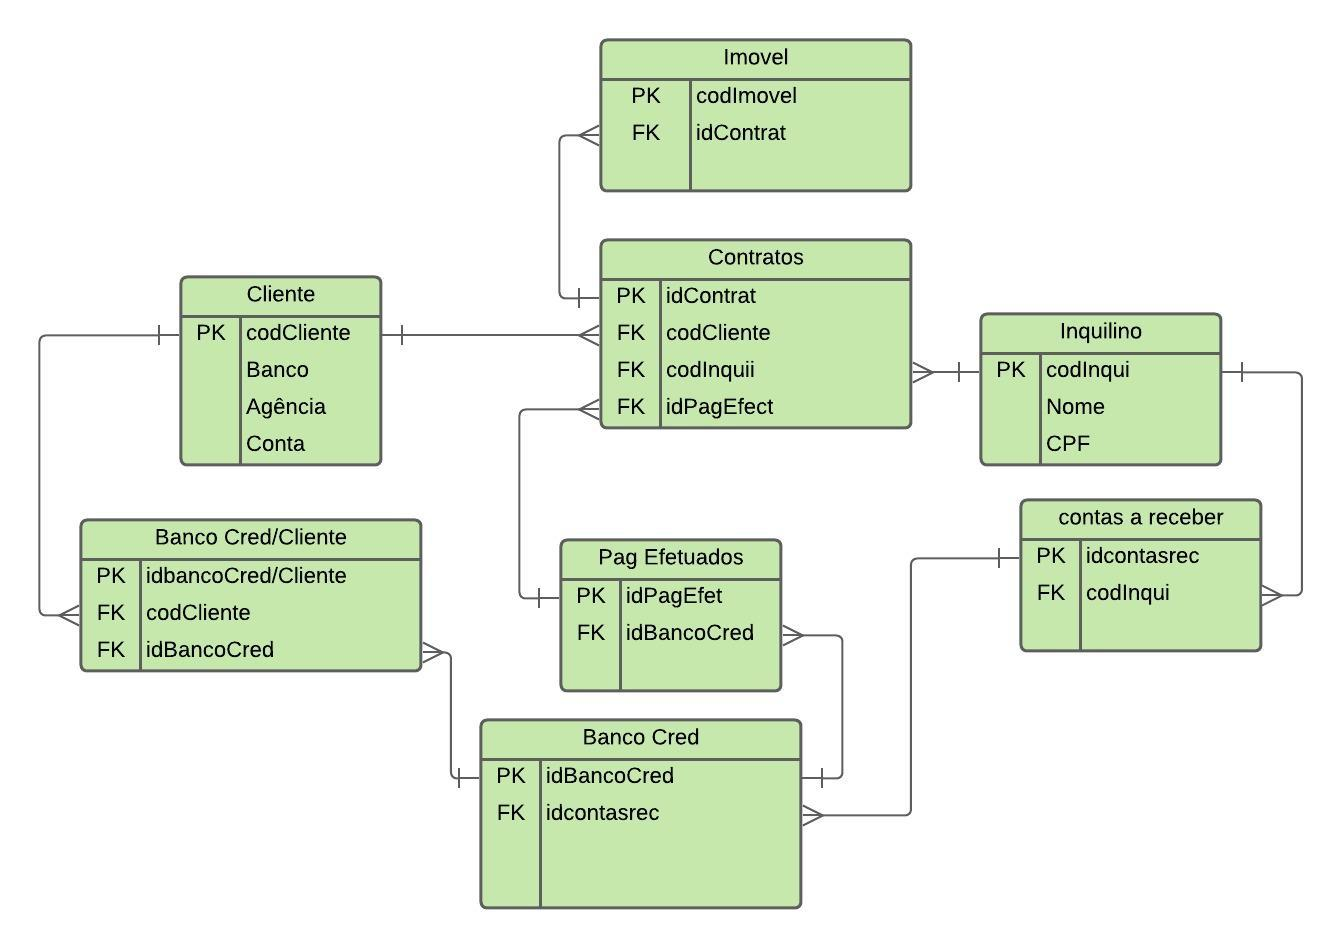 Imovel
PK codImovel
FK idContrat
Contratos
PK idContrat
FK codCliente
FK codInquii
FK idPagEfect
Cliente
PK codCliente
Banco
Agência
Conta
Inquilino
PK codInqui
Nome
CPF
Banco Cred/Cliente
PK idbancoCred/Cliente
FK codCliente
FK idBancoCred
Pag Efetuados
PK idPagEfet
FK idBancoCred
contas a receber
PK idcontasrec
FK codInqui
Banco Cred
PK idBancoCred
FK idcontasrec